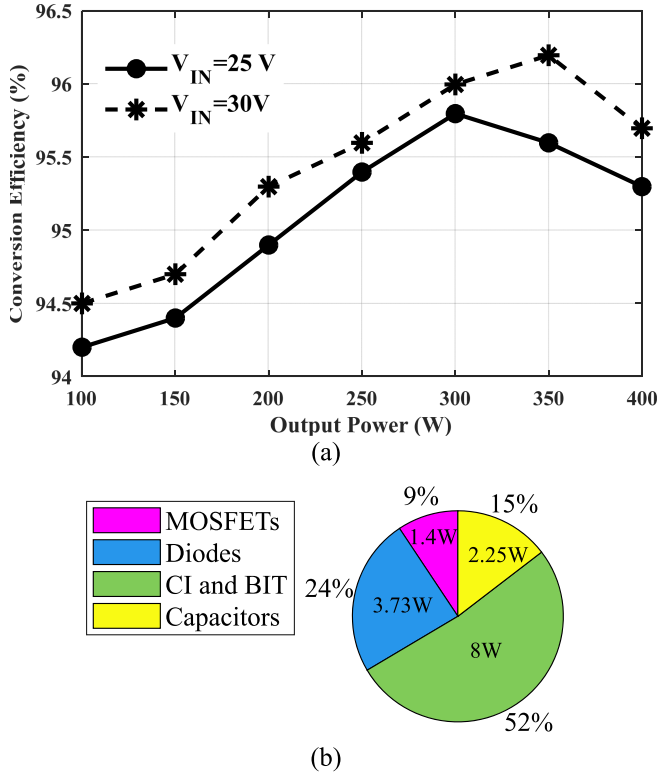 96.5
96
95.5
95
94.5
94
Conversion Efficiency (%)
V_IN=25 V
V_IN=30V
100 150 200 250 300 350 400
Output Power (W)
(a)
MOSFETs
Diodes
CI and BIT
Capacitors
9%
15%
24%
52%
1.4W
2.25W
3.73W
8W
(b)